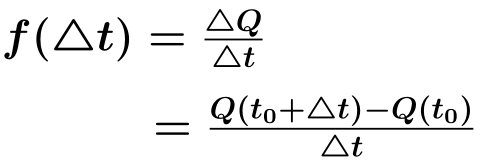 f(△t) = △Q/△t
= Q(t₀+△t)−Q(t₀)/△t